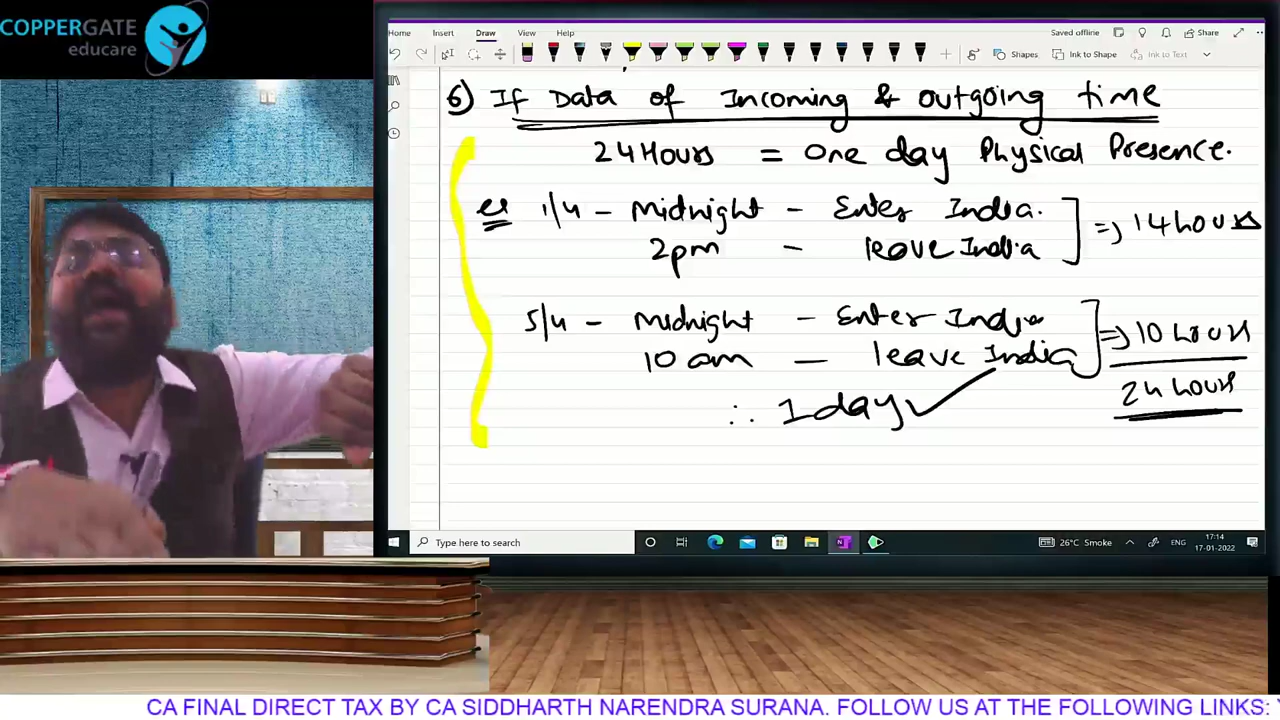 COPPERGATE
educare
Home Insert Draw View Help
Saved offline
Share
Shapes
Ink to Shape
Ink to Text
6) If Data of Incoming & outgoing time
24 Hours = One day Physical Presence.
eg 1/4 - Midnight - Enter India. ⇒ 14 hours
2pm - leave India
5/4 - Midnight - Enter India ⇒ 10 hours
10 am - leave India
24 hours
∴ 1 day ✓
Type here to search
26°C Smoke
ENG
17:14
17-01-2022
CA FINAL DIRECT TAX BY CA SIDDHARTH NARENDRA SURANA. FOLLOW US AT THE FOLLOWING LINKS: